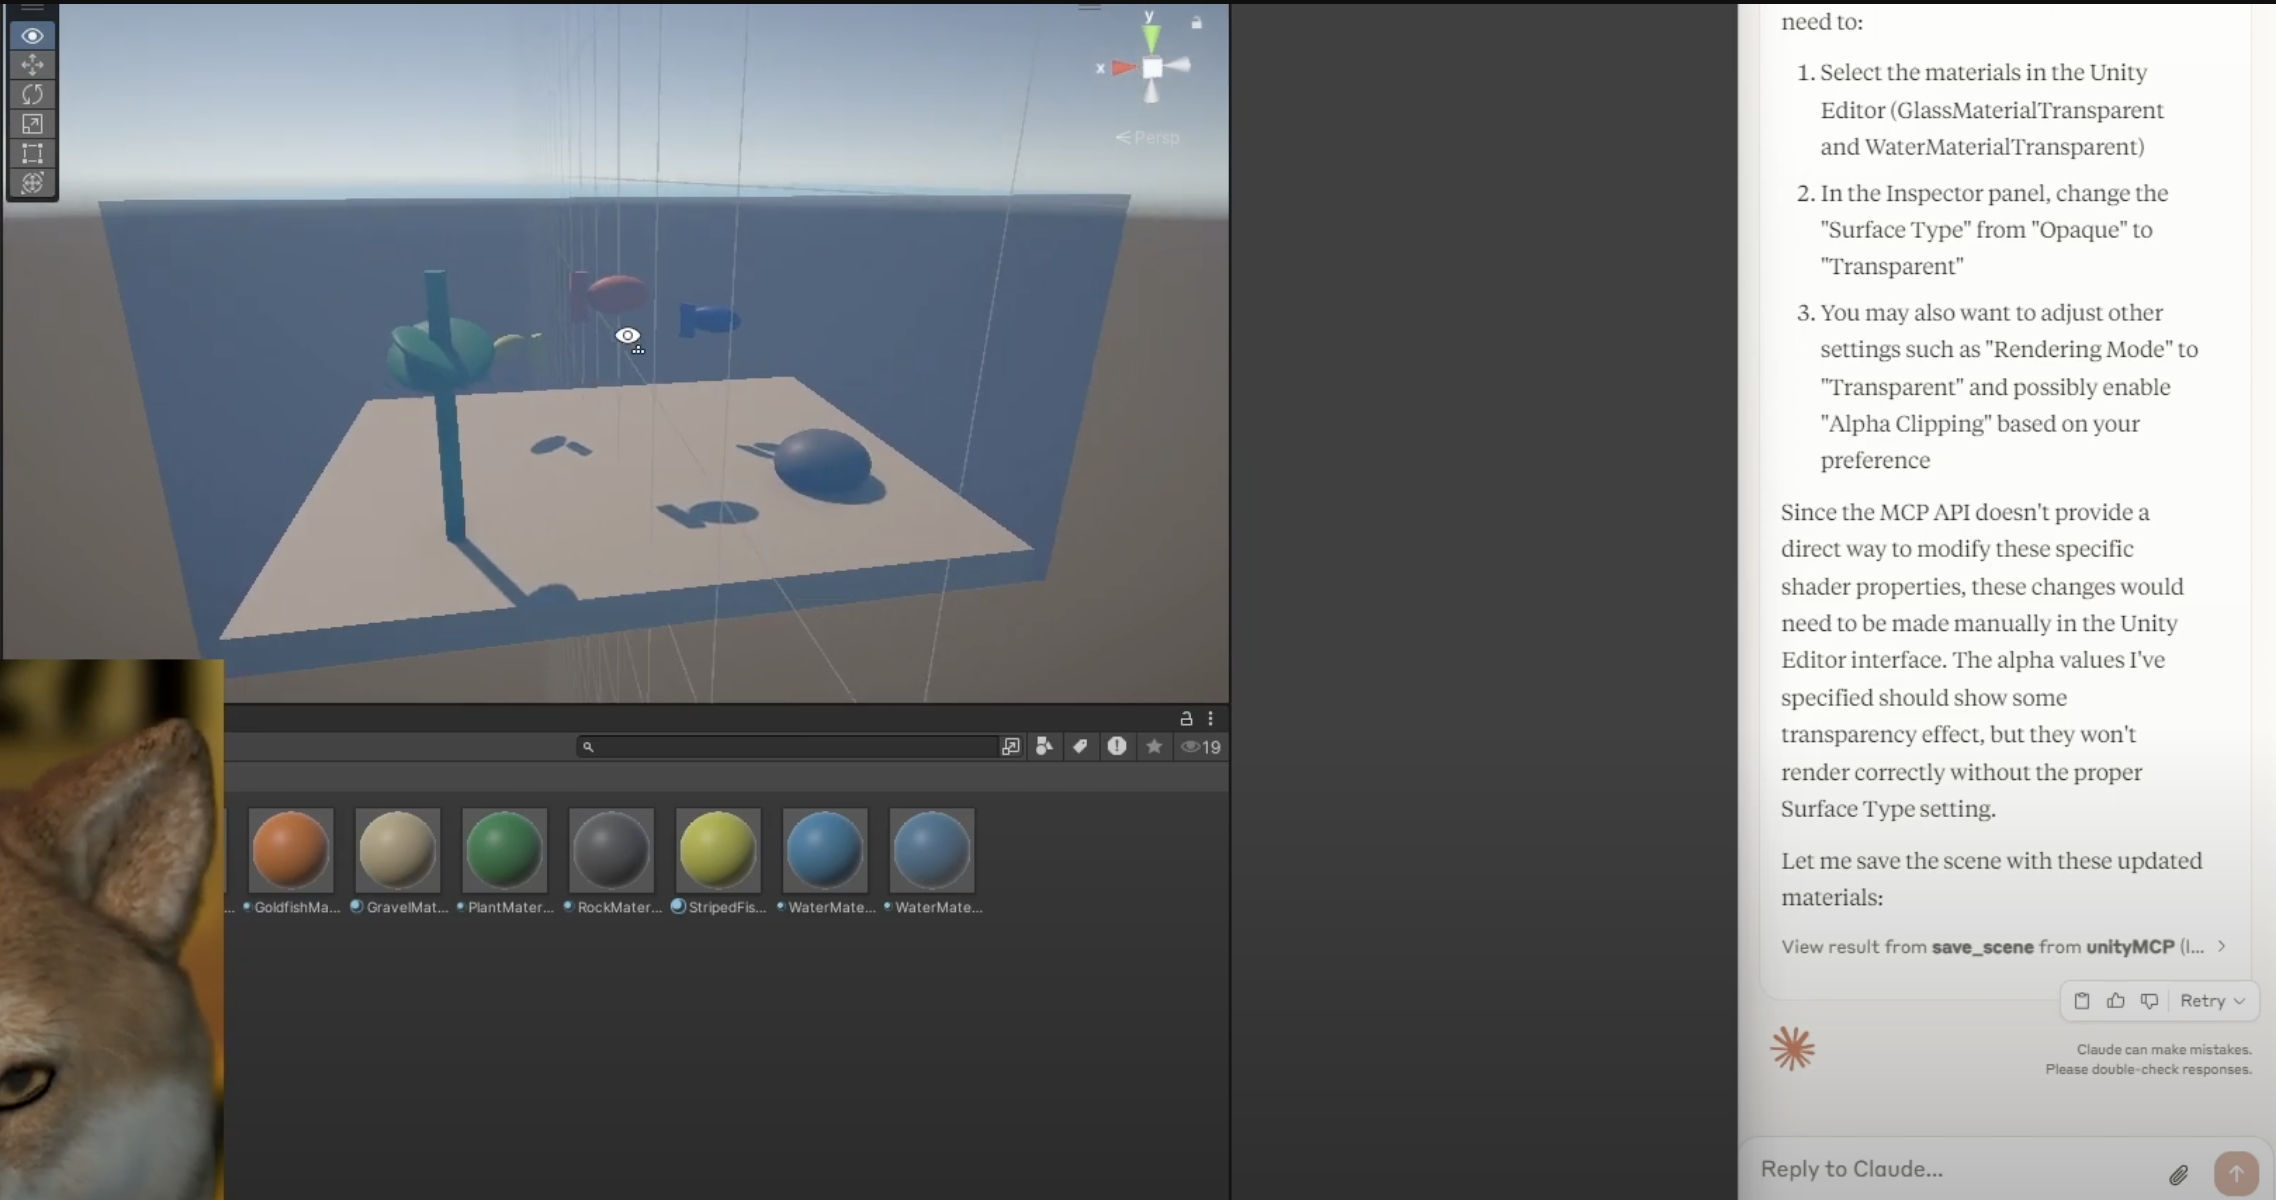 y
x
Persp
19
GoldfishMa...
GravelMat...
PlantMater...
RockMater...
StripedFis...
WaterMate...
WaterMate...
need to:
1. Select the materials in the Unity
Editor (GlassMaterialTransparent
and WaterMaterialTransparent)
2. In the Inspector panel, change the
"Surface Type" from "Opaque" to
"Transparent"
3. You may also want to adjust other
settings such as "Rendering Mode" to
"Transparent" and possibly enable
"Alpha Clipping" based on your
preference
Since the MCP API doesn't provide a
direct way to modify these specific
shader properties, these changes would
need to be made manually in the Unity
Editor interface. The alpha values I've
specified should show some
transparency effect, but they won't
render correctly without the proper
Surface Type setting.
Let me save the scene with these updated
materials:
View result from save_scene from unityMCP (l...
Retry
Claude can make mistakes.
Please double-check responses.
Reply to Claude...